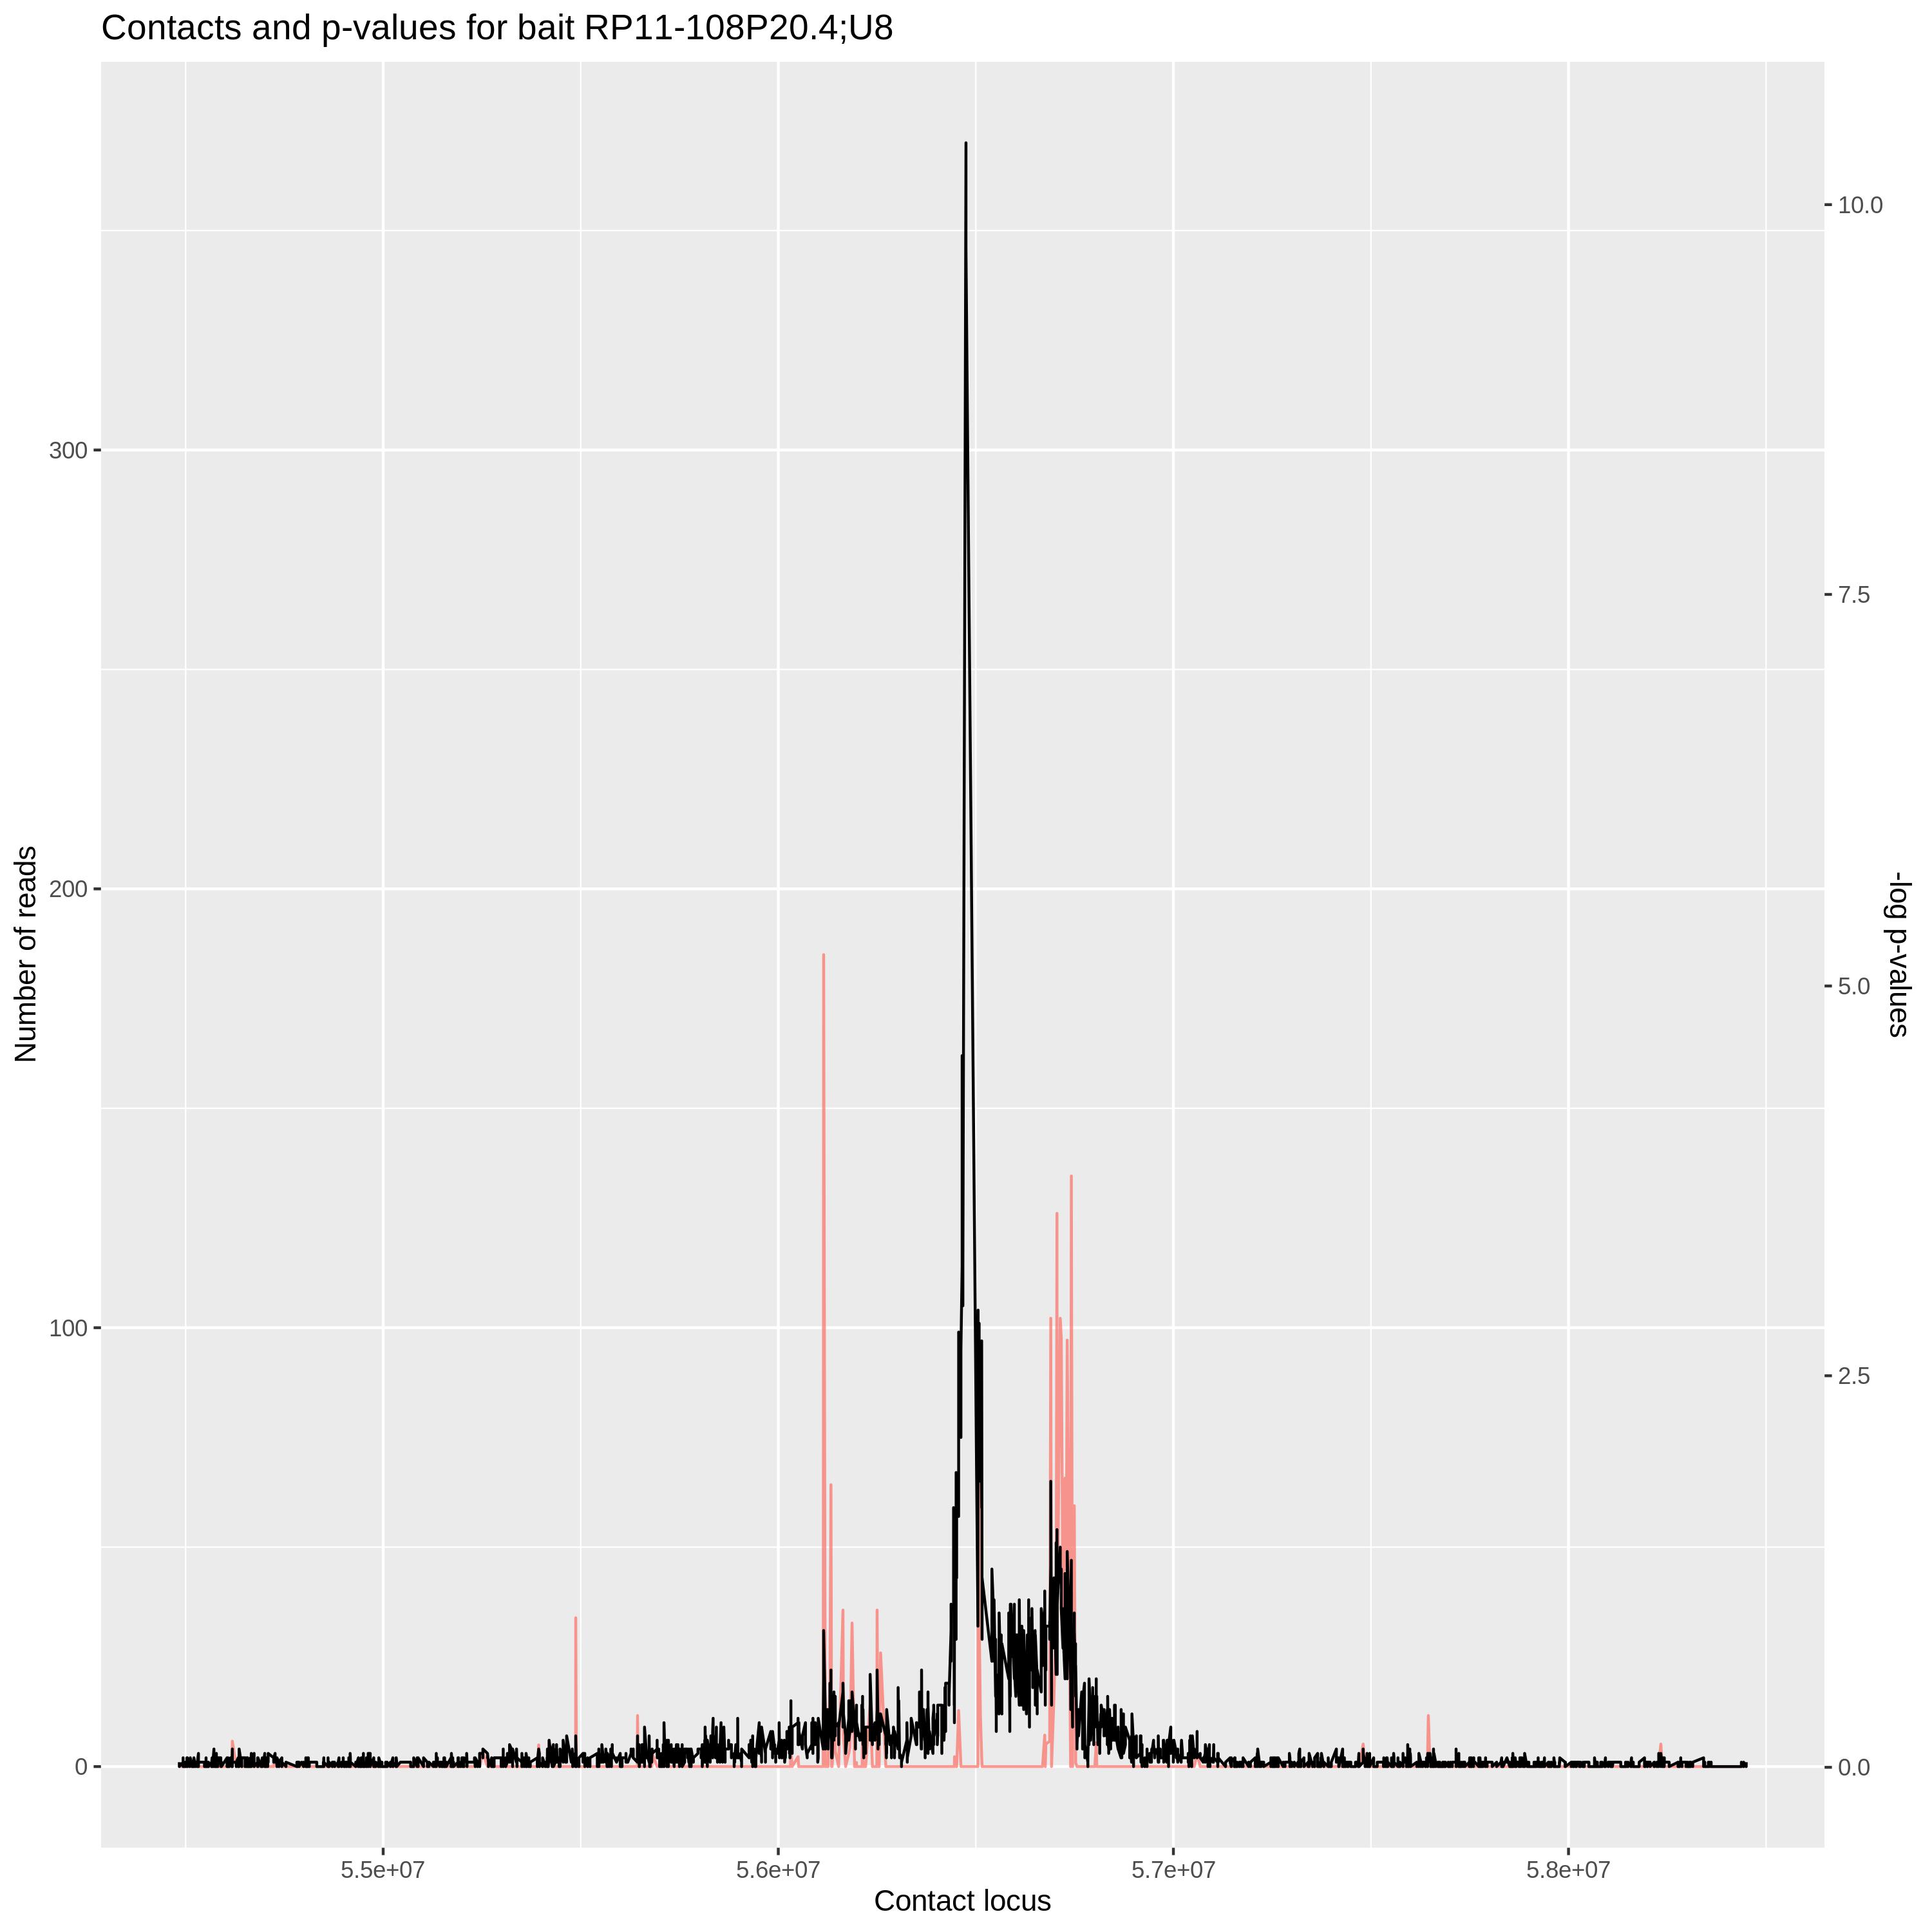 Contacts and p-values for bait RP11-108P20.4;U8
Number of reads
300
200
100
0
10.0
7.5
5.0
2.5
0.0
-log p-values
5.5e+07 5.6e+07 5.7e+07 5.8e+07
Contact locus